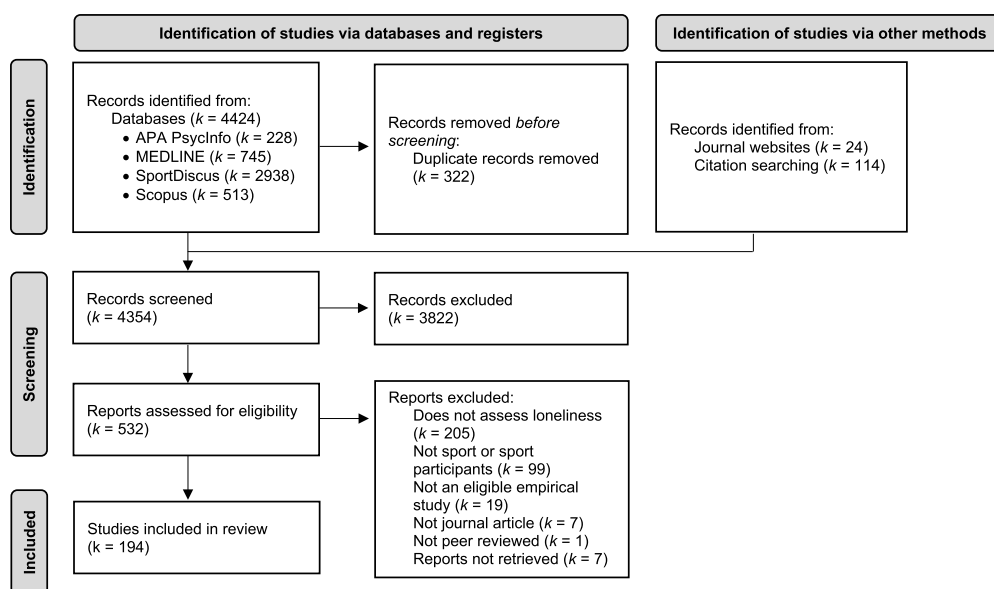 Identification of studies via databases and registers
Identification of studies via other methods
Identification
Records identified from:
Databases (k = 4424)
• APA PsycInfo (k = 228)
• MEDLINE (k = 745)
• SportDiscus (k = 2938)
• Scopus (k = 513)
Records removed before
screening:
Duplicate records removed
(k = 322)
Records identified from:
Journal websites (k = 24)
Citation searching (k = 114)
Screening
Records screened
(k = 4354)
Records excluded
(k = 3822)
Reports assessed for eligibility
(k = 532)
Reports excluded:
Does not assess loneliness
(k = 205)
Not sport or sport
participants (k = 99)
Not an eligible empirical
study (k = 19)
Not journal article (k = 7)
Not peer reviewed (k = 1)
Reports not retrieved (k = 7)
Included
Studies included in review
(k = 194)